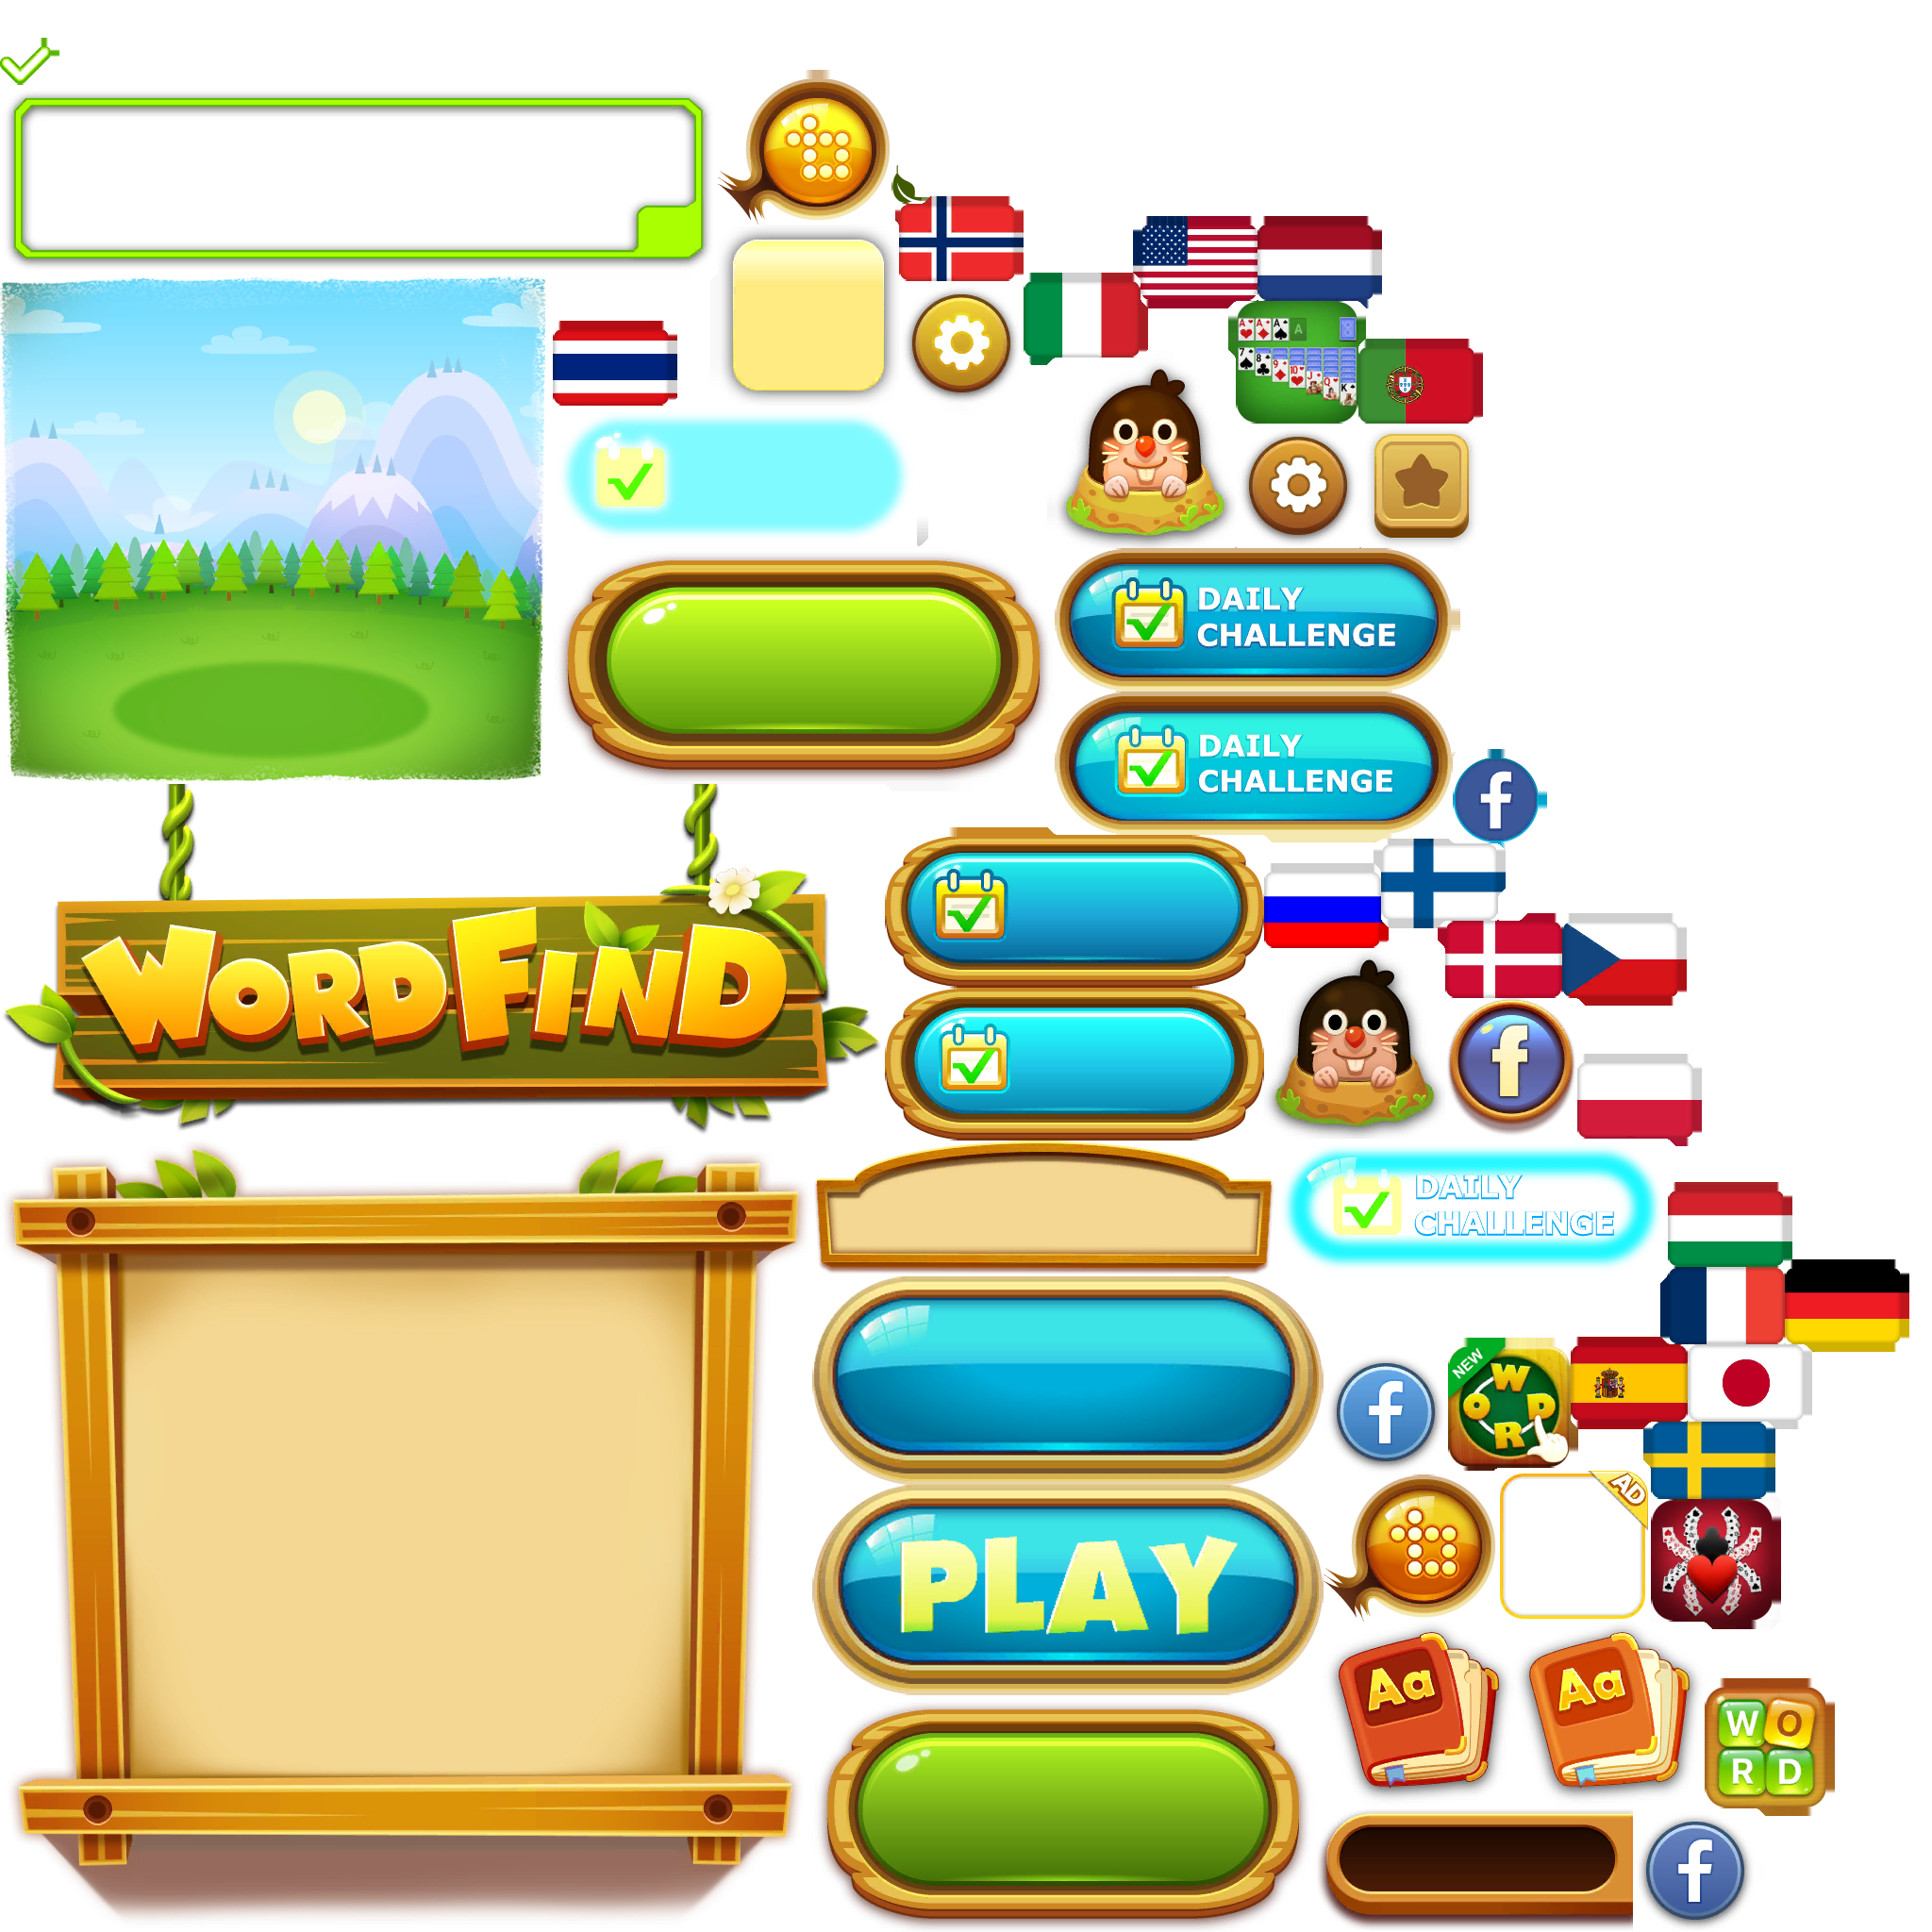 DAILY
CHALLENGE
DAILY
CHALLENGE
f
WORDFIND
f
DAILY
CHALLENGE
f
NEW
W
O R D
AD
PLAY
Aa
Aa
W O
R D
f